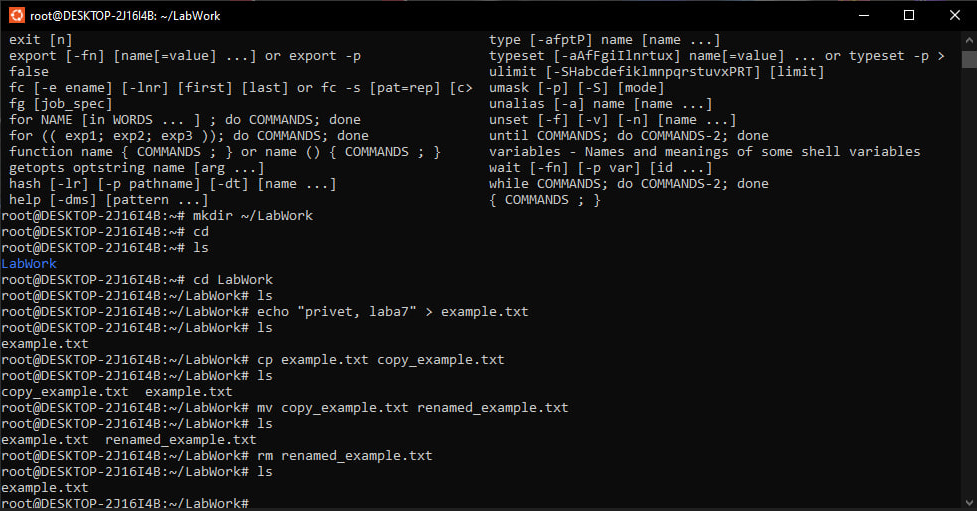 root@DESKTOP-2J16I4B: ~/LabWork
exit [n]                                                    type [-afptP] name [name ...]
export [-fn] [name[=value] ...] or export -p                typeset [-aAfFgiIlnrtux] name[=value] ... or typeset -p >
false                                                       ulimit [-SHabcdefiklmnpqrstuvxPRT] [limit]
fc [-e ename] [-lnr] [first] [last] or fc -s [pat=rep] [c>  umask [-p] [-S] [mode]
fg [job_spec]                                               unalias [-a] name [name ...]
for NAME [in WORDS ... ] ; do COMMANDS; done                unset [-f] [-v] [-n] [name ...]
for (( exp1; exp2; exp3 )); do COMMANDS; done               until COMMANDS; do COMMANDS-2; done
function name { COMMANDS ; } or name () { COMMANDS ; }      variables - Names and meanings of some shell variables
getopts optstring name [arg ...]                            wait [-fn] [-p var] [id ...]
hash [-lr] [-p pathname] [-dt] [name ...]                   while COMMANDS; do COMMANDS-2; done
help [-dms] [pattern ...]                                   { COMMANDS ; }
root@DESKTOP-2J16I4B:~# mkdir ~/LabWork
root@DESKTOP-2J16I4B:~# cd
root@DESKTOP-2J16I4B:~# ls
LabWork
root@DESKTOP-2J16I4B:~# cd LabWork
root@DESKTOP-2J16I4B:~/LabWork# ls
root@DESKTOP-2J16I4B:~/LabWork# echo "privet, laba7" > example.txt
root@DESKTOP-2J16I4B:~/LabWork# ls
example.txt
root@DESKTOP-2J16I4B:~/LabWork# cp example.txt copy_example.txt
root@DESKTOP-2J16I4B:~/LabWork# ls
copy_example.txt  example.txt
root@DESKTOP-2J16I4B:~/LabWork# mv copy_example.txt renamed_example.txt
root@DESKTOP-2J16I4B:~/LabWork# ls
example.txt  renamed_example.txt
root@DESKTOP-2J16I4B:~/LabWork# rm renamed_example.txt
root@DESKTOP-2J16I4B:~/LabWork# ls
example.txt
root@DESKTOP-2J16I4B:~/LabWork#